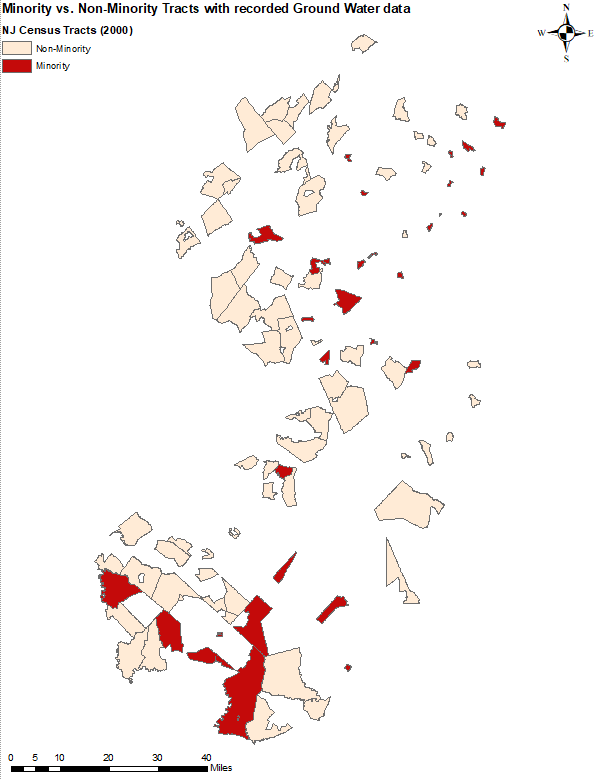 Minority vs. Non-Minority Tracts with recorded Ground Water data
NJ Census Tracts (2000)
Non-Minority
Minority
N
W E
S
0 5 10 20 30 40
Miles